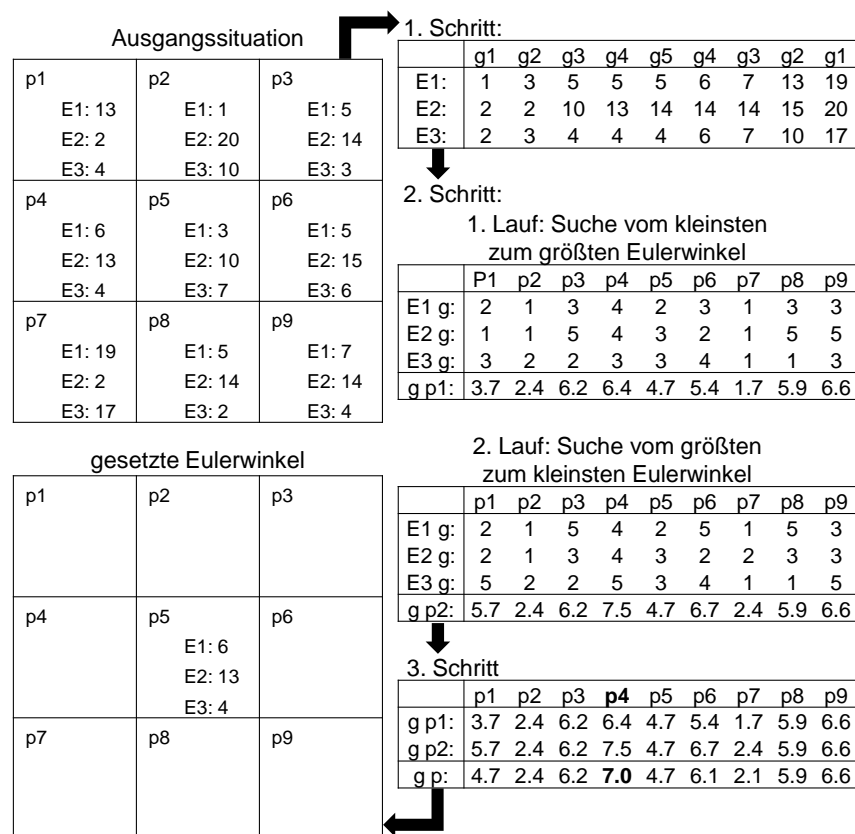 Ausgangssituation
p1 p2 p3
E1: 13 E1: 1 E1: 5
E2: 2 E2: 20 E2: 14
E3: 4 E3: 10 E3: 3
p4 p5 p6
E1: 6 E1: 3 E1: 5
E2: 13 E2: 10 E2: 15
E3: 4 E3: 7 E3: 6
p7 p8 p9
E1: 19 E1: 5 E1: 7
E2: 2 E2: 14 E2: 14
E3: 17 E3: 2 E3: 4
1. Schritt:
g1 g2 g3 g4 g5 g4 g3 g2 g1
E1: 1 3 5 5 5 6 7 13 19
E2: 2 2 10 13 14 14 14 15 20
E3: 2 3 4 4 4 6 7 10 17
2. Schritt:
1. Lauf: Suche vom kleinsten
zum größten Eulerwinkel
P1 p2 p3 p4 p5 p6 p7 p8 p9
E1 g: 2 1 3 4 2 3 1 3 3
E2 g: 1 1 5 4 3 2 1 5 5
E3 g: 3 2 2 3 3 4 1 1 3
g p1: 3.7 2.4 6.2 6.4 4.7 5.4 1.7 5.9 6.6
2. Lauf: Suche vom größten
zum kleinsten Eulerwinkel
p1 p2 p3 p4 p5 p6 p7 p8 p9
E1 g: 2 1 5 4 2 5 1 5 3
E2 g: 2 1 3 4 3 2 2 3 3
E3 g: 5 2 2 5 3 4 1 1 5
g p2: 5.7 2.4 6.2 7.5 4.7 6.7 2.4 5.9 6.6
3. Schritt
p1 p2 p3 p4 p5 p6 p7 p8 p9
g p1: 3.7 2.4 6.2 6.4 4.7 5.4 1.7 5.9 6.6
g p2: 5.7 2.4 6.2 7.5 4.7 6.7 2.4 5.9 6.6
g p: 4.7 2.4 6.2 7.0 4.7 6.1 2.1 5.9 6.6
gesetzte Eulerwinkel
p1 p2 p3
p4 p5 p6
E1: 6
E2: 13
E3: 4
p7 p8 p9